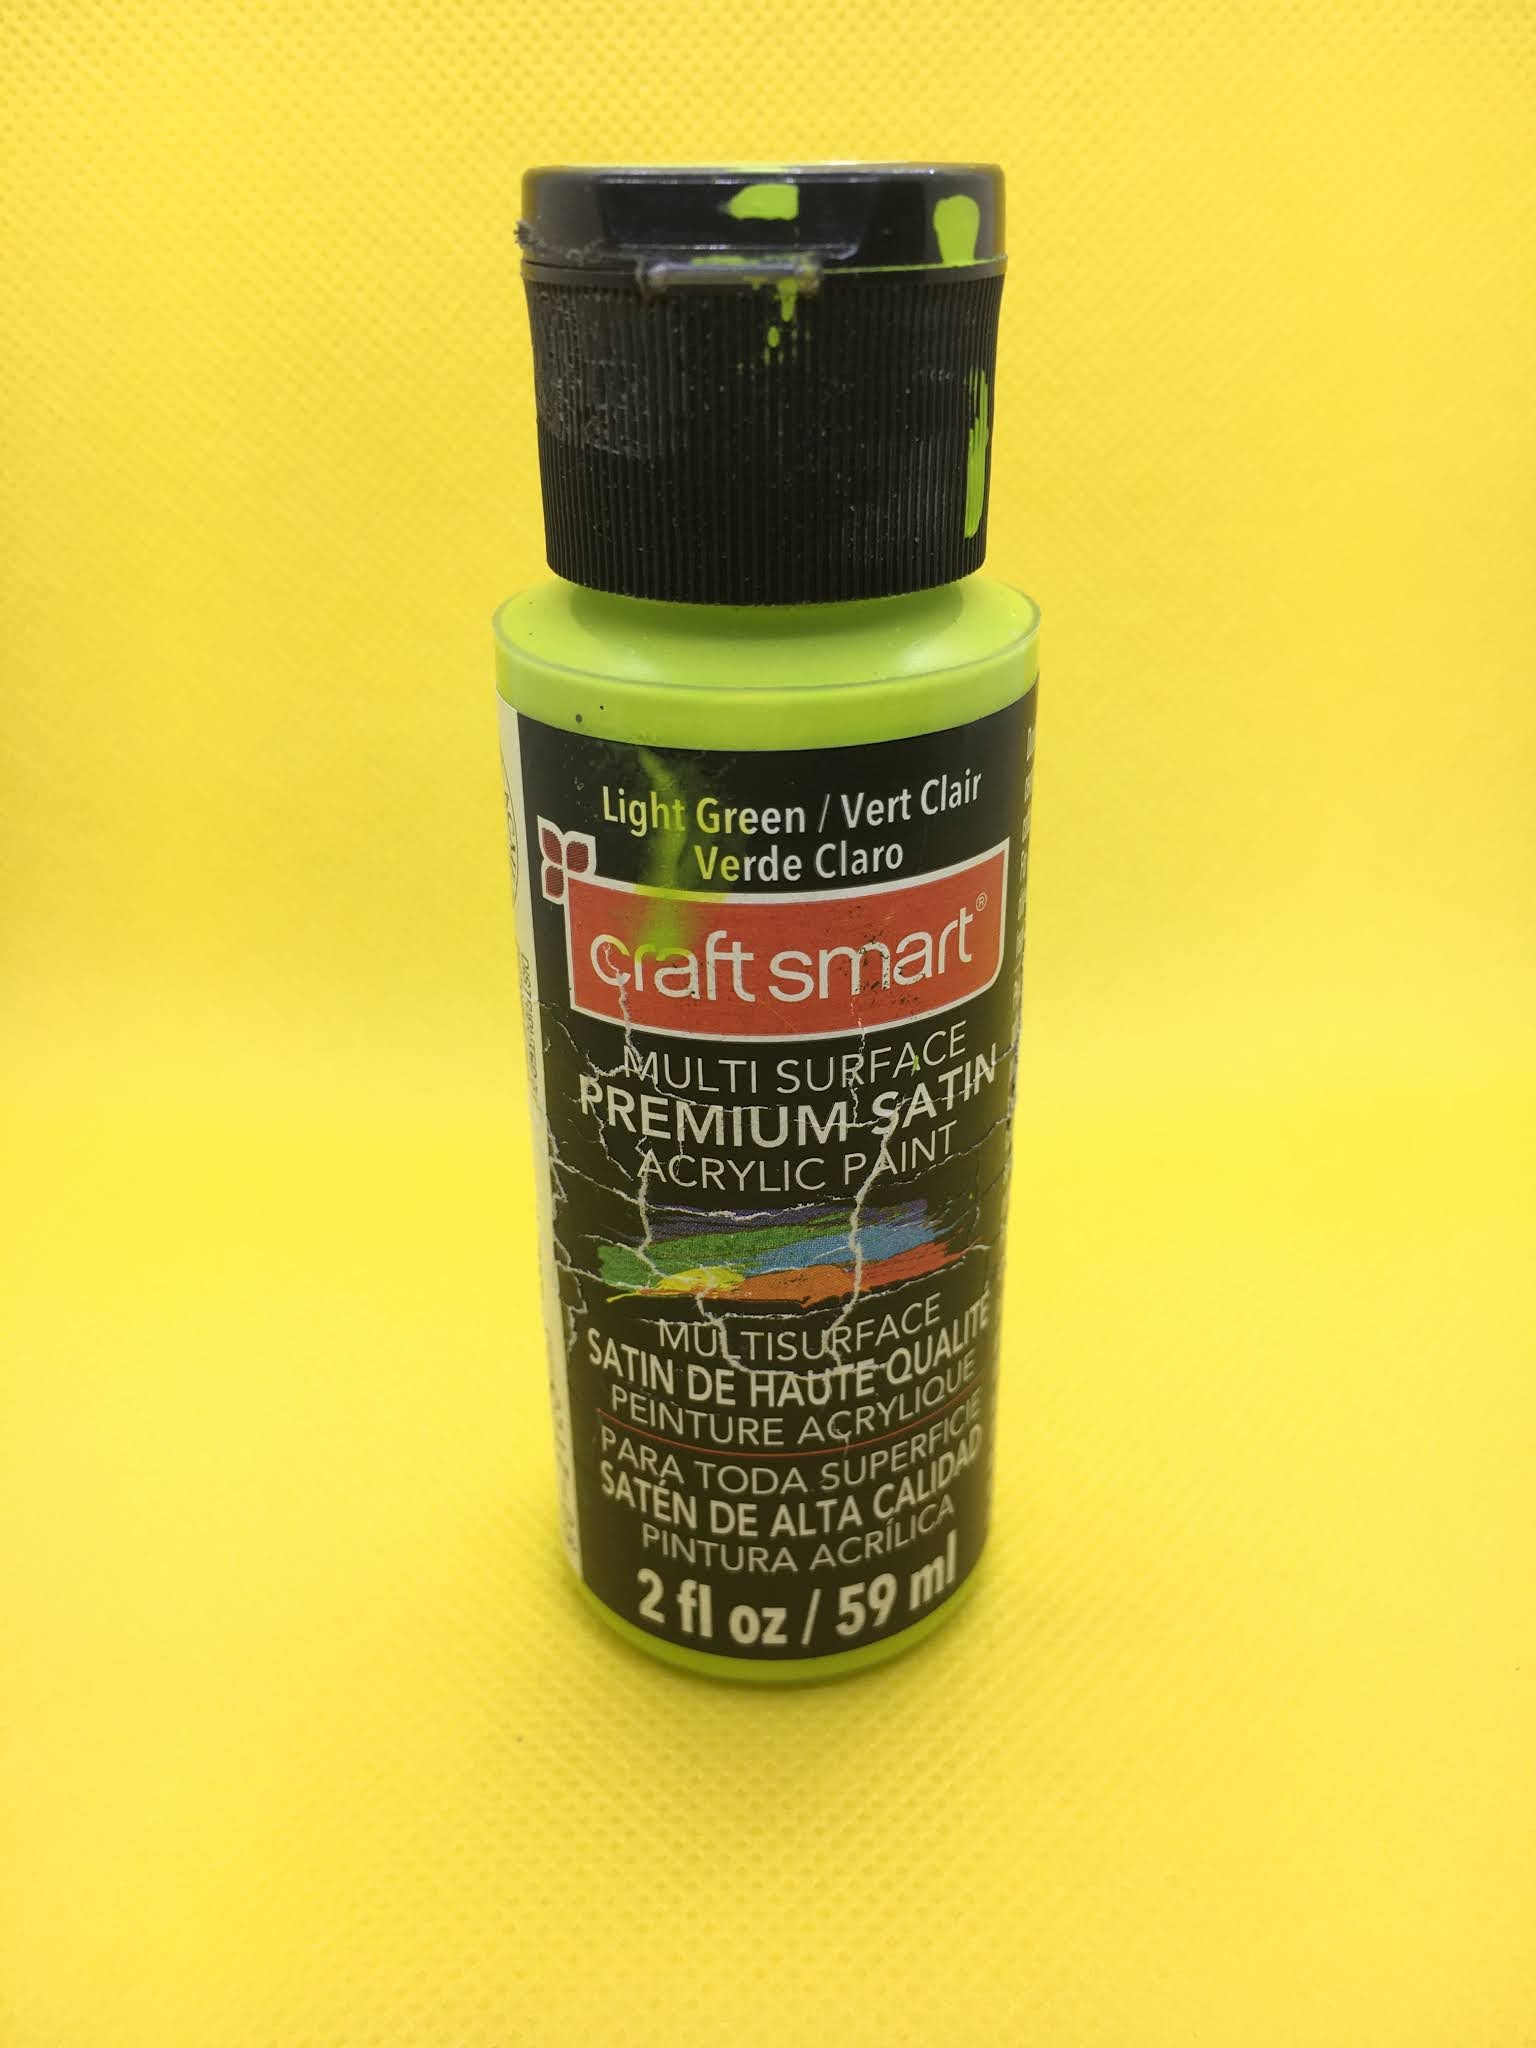 Light Green / Vert Clair
Verde Claro
craft smart®
MULTI SURFACE
PREMIUM SATIN
ACRYLIC PAINT
MULTISURFACE
SATIN DE HAUTE QUALITÉ
PEINTURE ACRYLIQUE
PARA TODA SUPERFICIE
SATÉN DE ALTA CALIDAD
PINTURA ACRÍLICA
2 fl oz / 59 ml